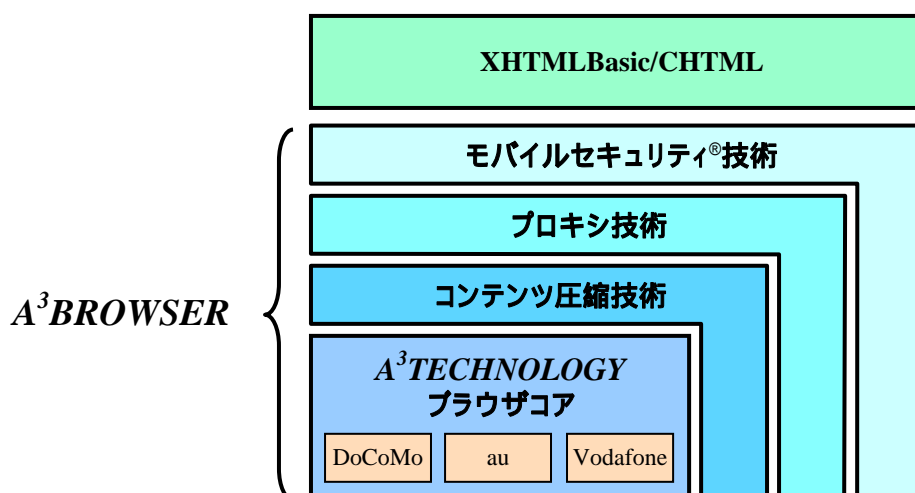 XHTMLBasic/CHTML
モバイルセキュリティ®技術
プロキシ技術
コンテンツ圧縮技術
A³BROWSER
A³TECHNOLOGY
ブラウザコア
DoCoMo
au
Vodafone